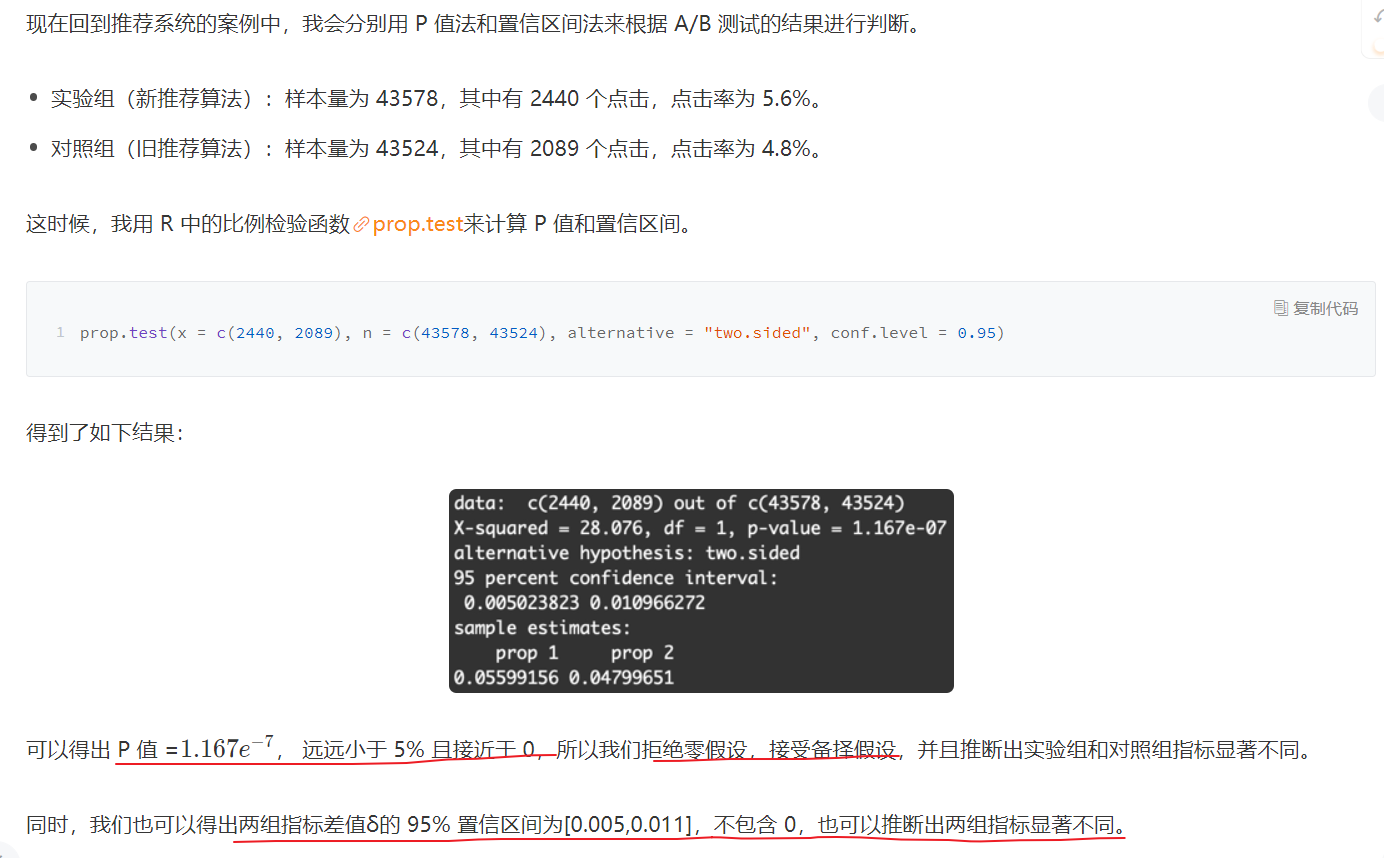 现在回到推荐系统的案例中，我会分别用 P 值法和置信区间法来根据 A/B 测试的结果进行判断。
实验组（新推荐算法）：样本量为 43578，其中有 2440 个点击，点击率为 5.6%。
对照组（旧推荐算法）：样本量为 43524，其中有 2089 个点击，点击率为 4.8%。
这时候，我用 R 中的比例检验函数prop.test来计算 P 值和置信区间。
复制代码
1 prop.test(x = c(2440, 2089), n = c(43578, 43524), alternative = "two.sided", conf.level = 0.95)
得到了如下结果：
data:  c(2440, 2089) out of c(43578, 43524)
X-squared = 28.076, df = 1, p-value = 1.167e-07
alternative hypothesis: two.sided
95 percent confidence interval:
 0.005023823 0.010966272
sample estimates:
    prop 1     prop 2
0.05599156 0.04799651
可以得出 P 值 =1.167e⁻⁷， 远远小于 5% 且接近于 0，所以我们拒绝零假设，接受备择假设，并且推断出实验组和对照组指标显著不同。
同时，我们也可以得出两组指标差值δ的 95% 置信区间为[0.005,0.011]，不包含 0，也可以推断出两组指标显著不同。